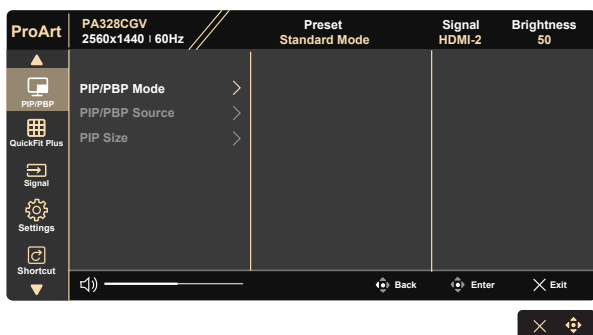 ProArt
PA328CGV
2560x1440 | 60Hz
Preset
Standard Mode
Signal
HDMI-2
Brightness
50
PIP/PBP
QuickFit Plus
Signal
Settings
Shortcut
PIP/PBP Mode
PIP/PBP Source
PIP Size
Back
Enter
Exit